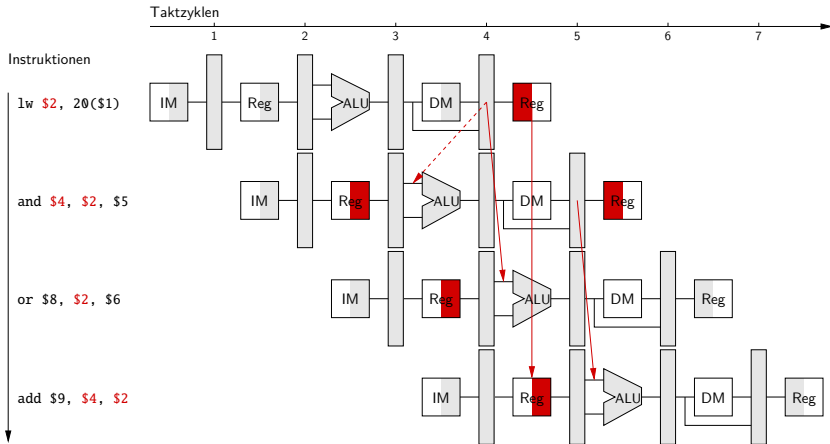 Taktzyklen
1 2 3 4 5 6 7
Instruktionen
lw $2, 20($1) IM Reg ALU DM Reg
and $4, $2, $5 IM Reg ALU DM Reg
or $8, $2, $6 IM Reg ALU DM Reg
add $9, $4, $2 IM Reg ALU DM Reg